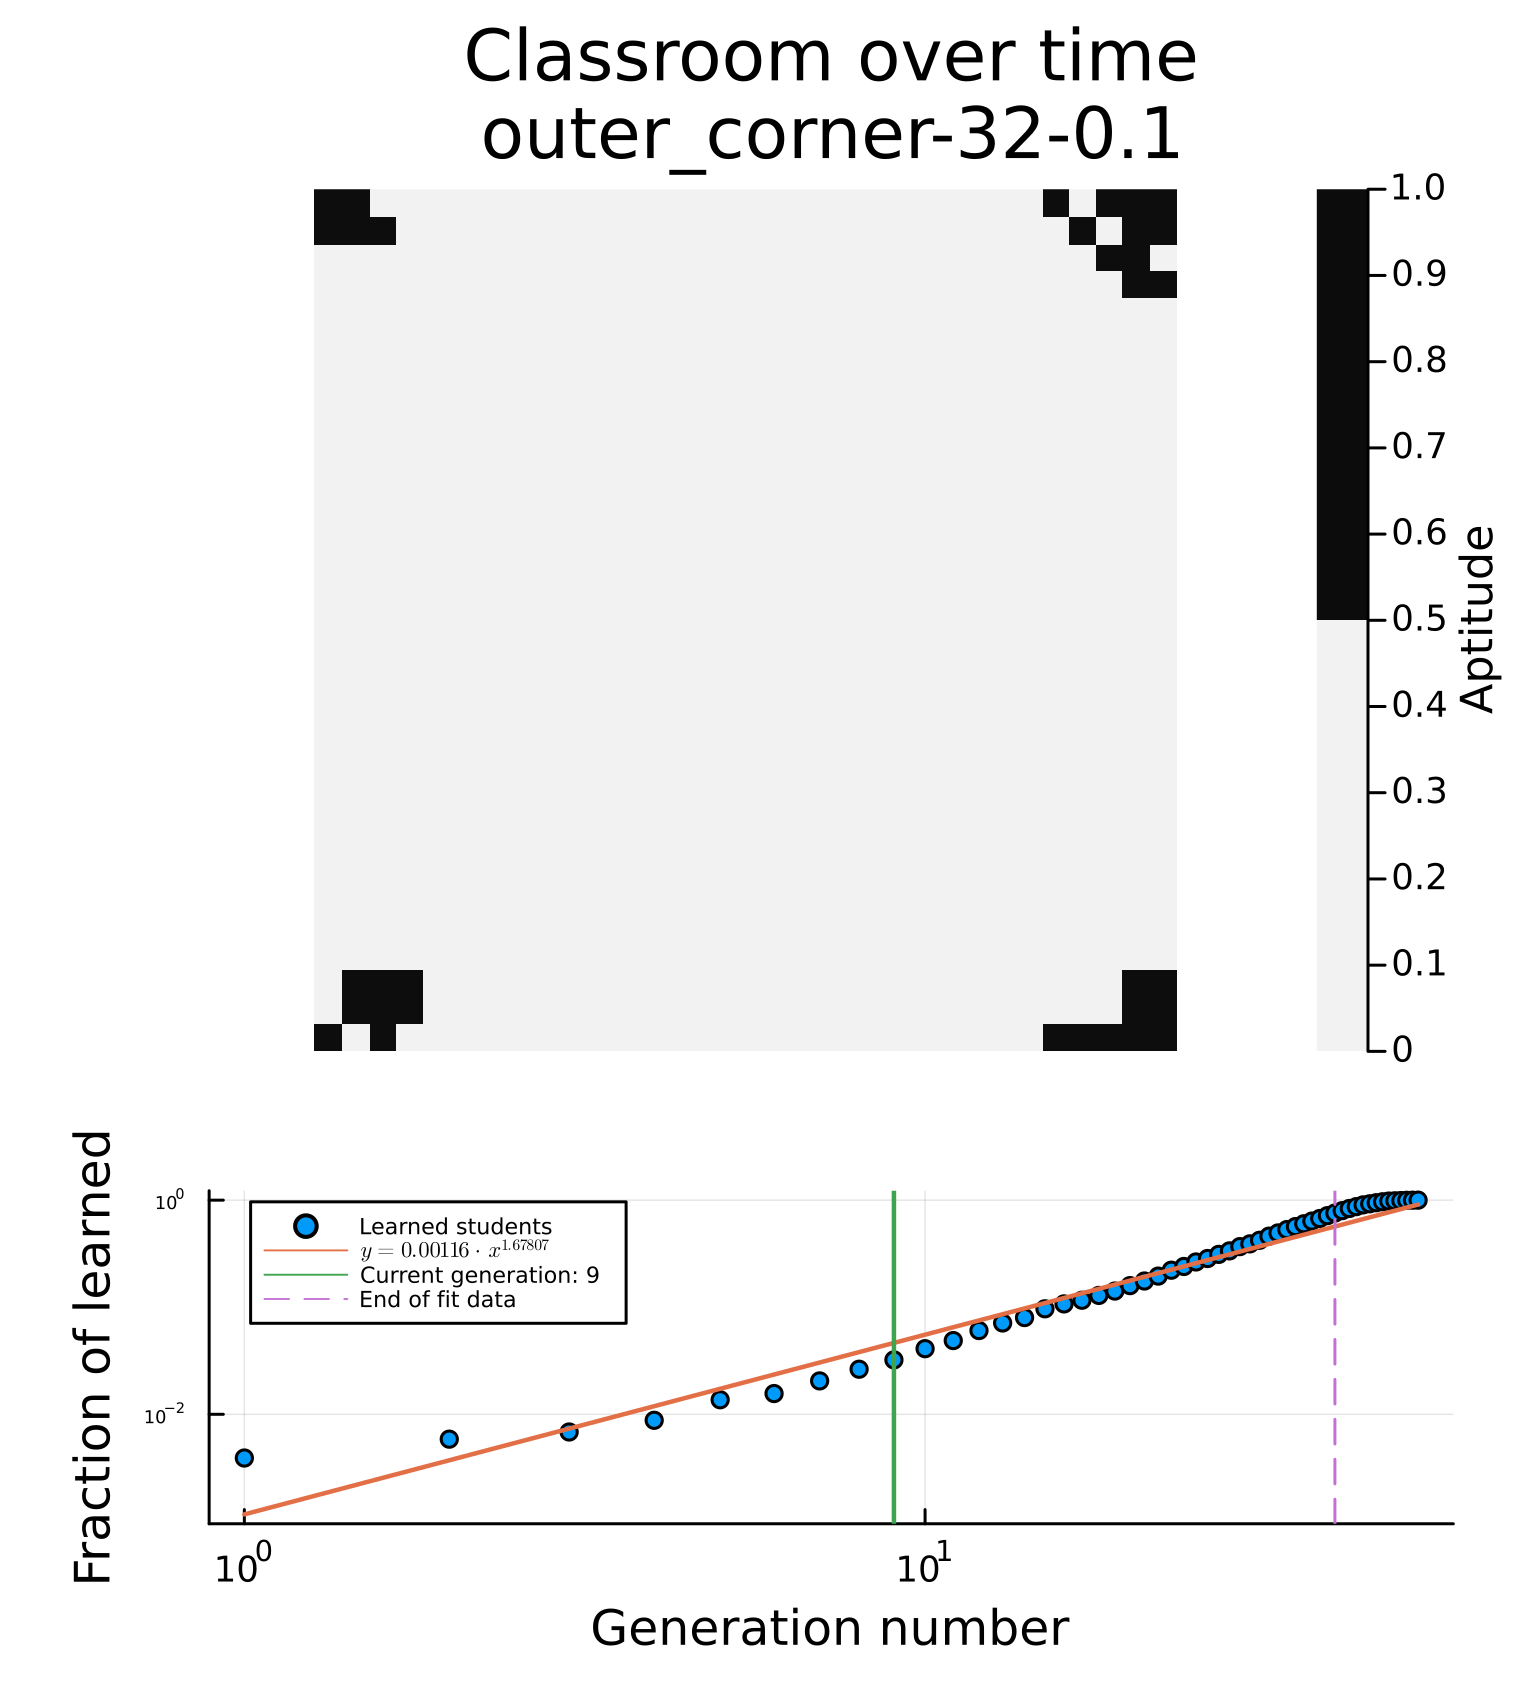 Classroom over time
outer_corner-32-0.1
1.0
0.9
0.8
0.7
0.6
0.5
0.4
0.3
0.2
0.1
0
Aptitude
Fraction of learned
10^0
10^-2
Learned students
y = 0.00116 · x^1.67807
Current generation: 9
End of fit data
10^0
10^1
Generation number